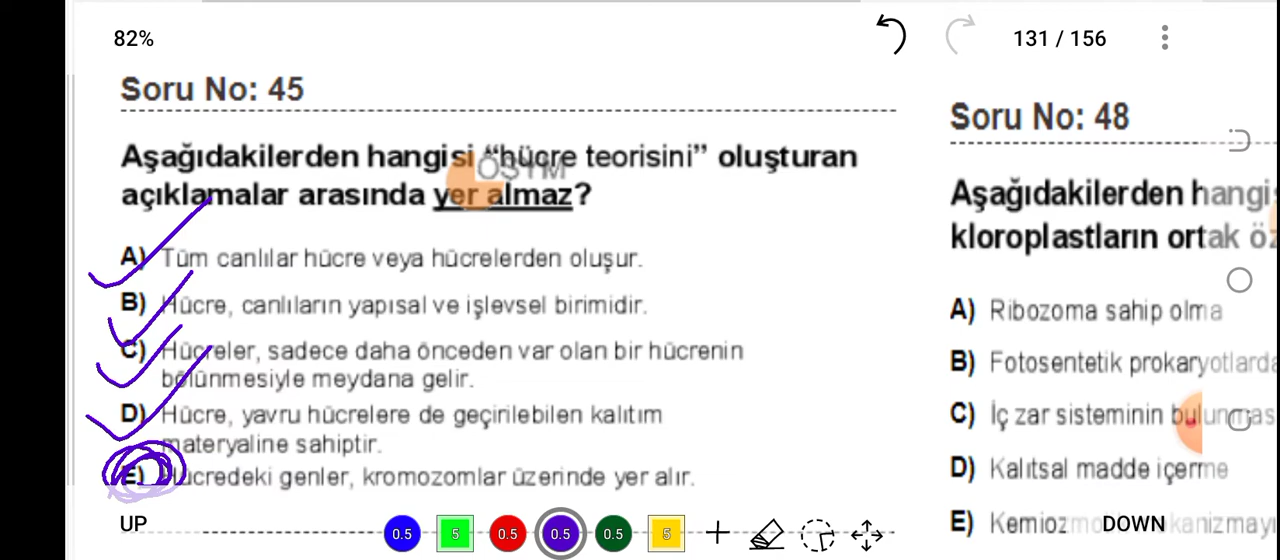 82%
131 / 156
Soru No: 45
Aşağıdakilerden hangisi “hücre teorisini” oluşturan
açıklamalar arasında yer almaz?
ÖSYM
A) Tüm canlılar hücre veya hücrelerden oluşur.
B) Hücre, canlıların yapısal ve işlevsel birimidir.
C) Hücreler, sadece daha önceden var olan bir hücrenin
bölünmesiyle meydana gelir.
D) Hücre, yavru hücrelere de geçirilebilen kalıtım
materyaline sahiptir.
E) Hücredeki genler, kromozomlar üzerinde yer alır.
Soru No: 48
Aşağıdakilerden hangi
kloroplastların ortak
A) Ribozoma sahip olma
B) Fotosentetik prokaryotlarda
C) İç zar sisteminin bulunmas
D) Kalıtsal madde içerme
E)
UP
0.5 5 0.5 0.5 0.5 5
DOWN